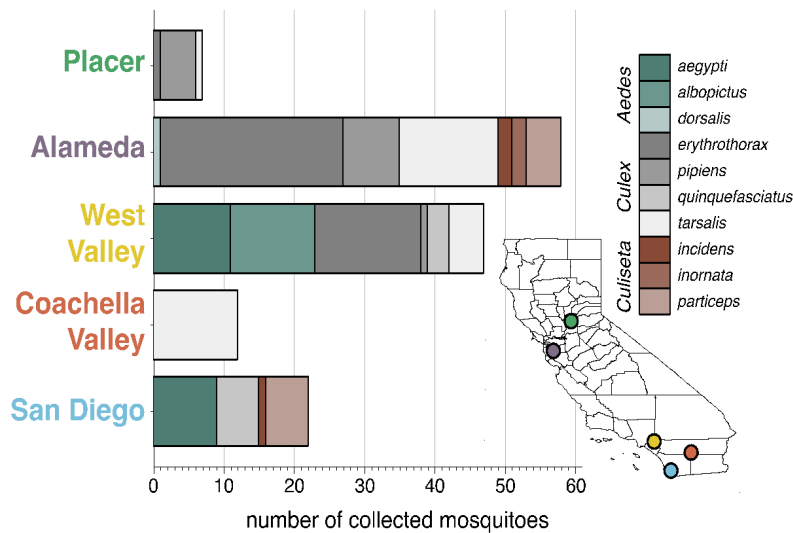 Placer
Alameda
West
Valley
Coachella
Valley
San Diego
0 10 20 30 40 50 60
number of collected mosquitoes
Aedes
aegypti
albopictus
dorsalis
Culex
erythrothorax
pipiens
quinquefasciatus
tarsalis
Culiseta
incidens
inornata
particeps